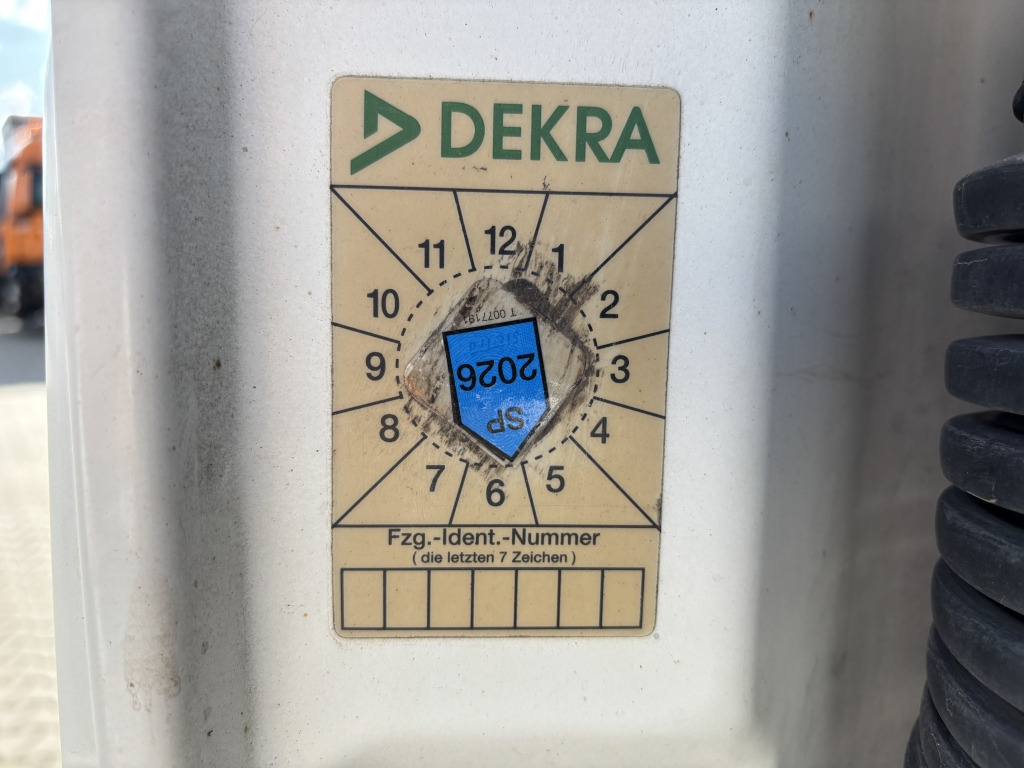 DEKRA
12
11
1
10
2
T 0077191
9
2026
3
SP
8
4
7
5
6
Fzg.-Ident.-Nummer
( die letzten 7 Zeichen )